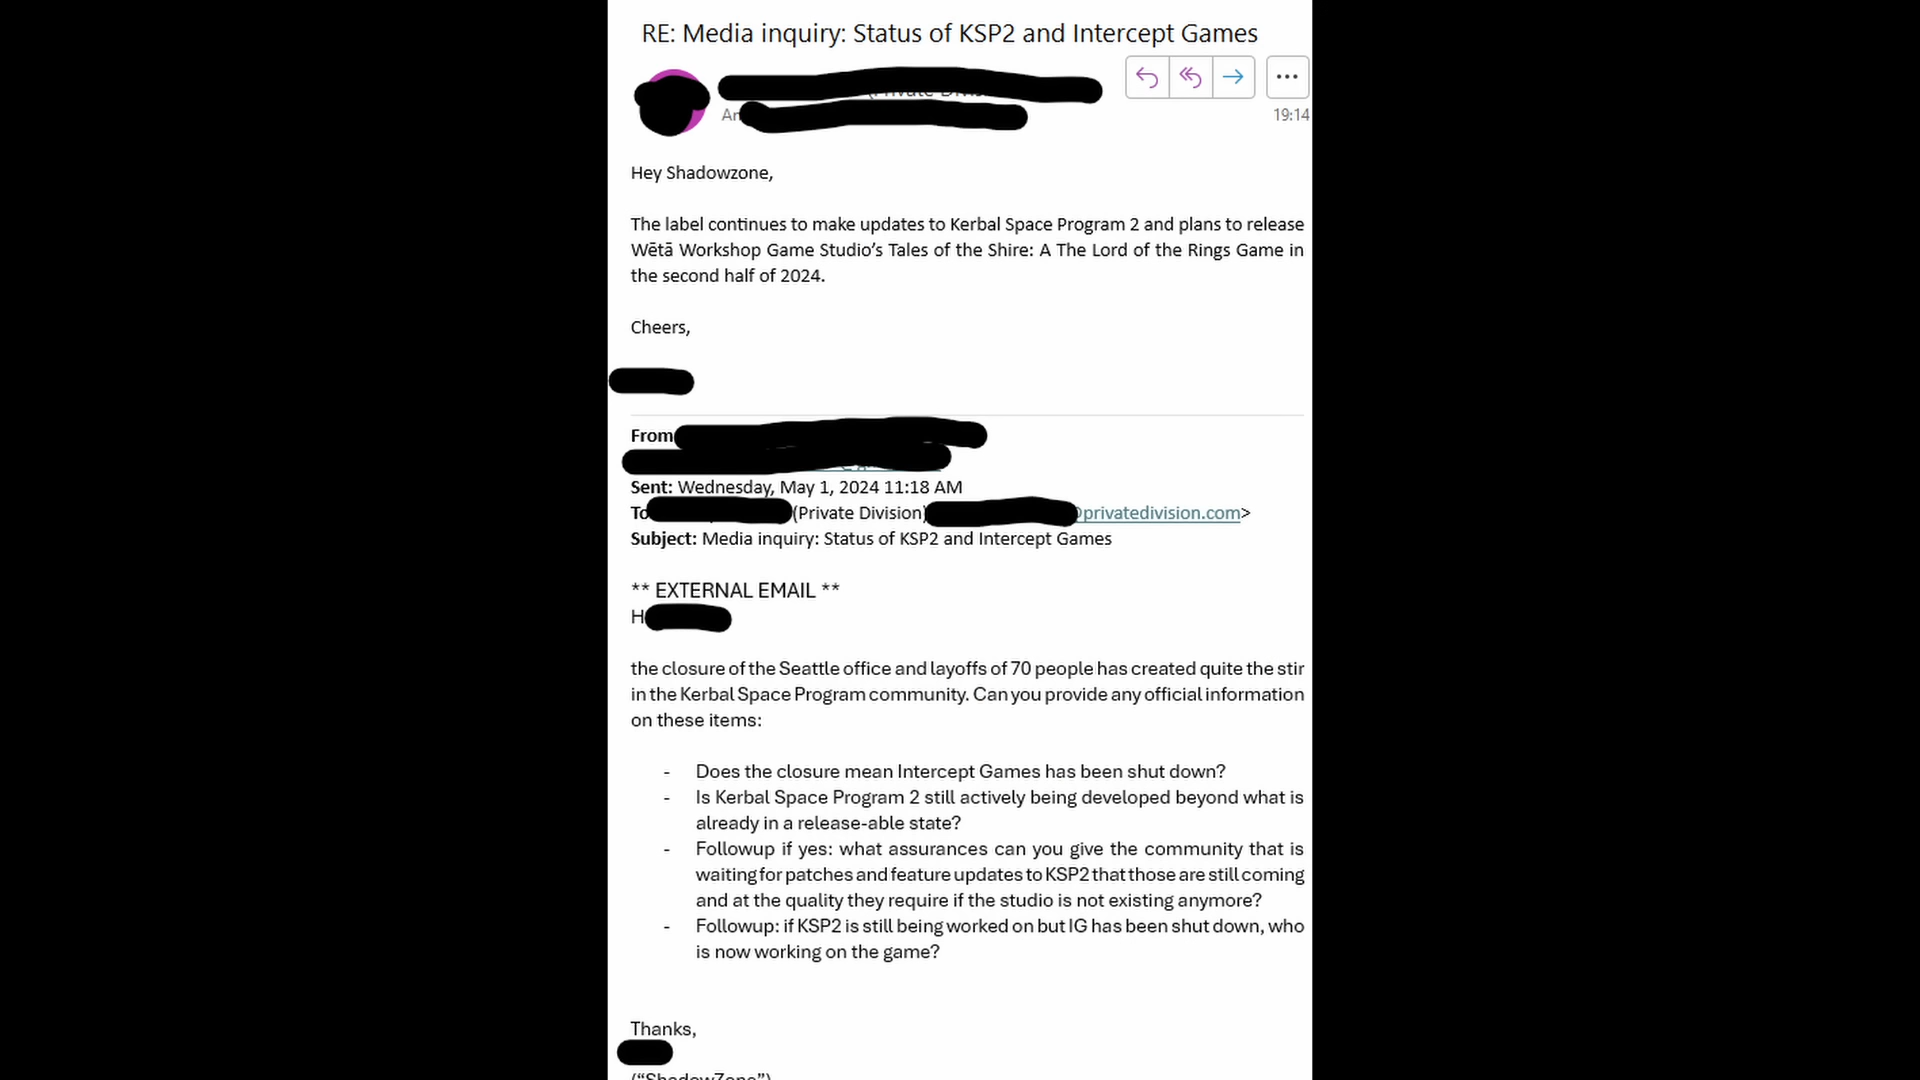 RE: Media inquiry: Status of KSP2 and Intercept Games
19:14
Hey Shadowzone,
The label continues to make updates to Kerbal Space Program 2 and plans to release
Wētā Workshop Game Studio’s Tales of the Shire: A The Lord of the Rings Game in
the second half of 2024.
Cheers,
From
Sent: Wednesday, May 1, 2024 11:18 AM
To (Private Division) @privatedivision.com>
Subject: Media inquiry: Status of KSP2 and Intercept Games
** EXTERNAL EMAIL **
H
the closure of the Seattle office and layoffs of 70 people has created quite the stir
in the Kerbal Space Program community. Can you provide any official information
on these items:
- Does the closure mean Intercept Games has been shut down?
- Is Kerbal Space Program 2 still actively being developed beyond what is
already in a release-able state?
- Followup if yes: what assurances can you give the community that is
waiting for patches and feature updates to KSP2 that those are still coming
and at the quality they require if the studio is not existing anymore?
- Followup: if KSP2 is still being worked on but IG has been shut down, who
is now working on the game?
Thanks,
(“ShadowZone”)